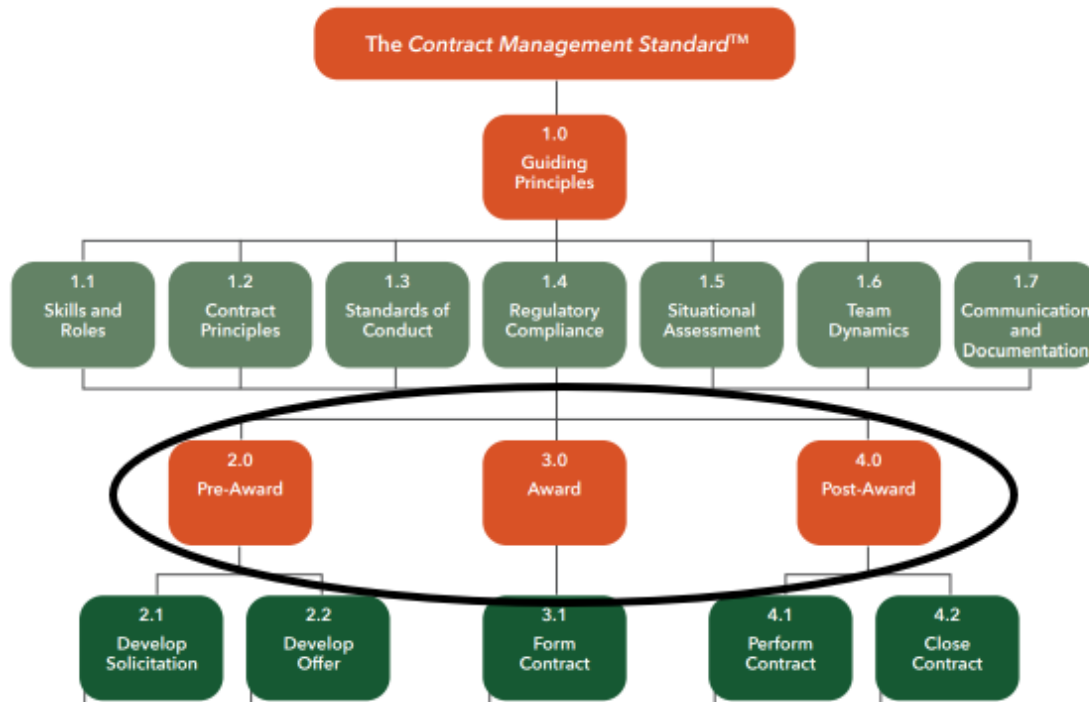 The Contract Management Standard™
1.0
Guiding
Principles
1.1
Skills and
Roles
1.2
Contract
Principles
1.3
Standards of
Conduct
1.4
Regulatory
Compliance
1.5
Situational
Assessment
1.6
Team
Dynamics
1.7
Communication
and
Documentation
2.0
Pre-Award
3.0
Award
4.0
Post-Award
2.1
Develop
Solicitation
2.2
Develop
Offer
3.1
Form
Contract
4.1
Perform
Contract
4.2
Close
Contract